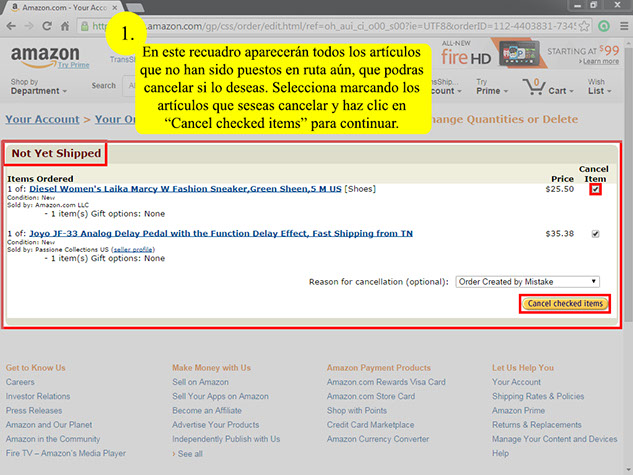 Amazon.com - Your Accou
amazon.com/gp/css/order/edit.html/ref=oh_aui_ci_o00_s00?ie=UTF8&orderID=112-4403831-7345
1.
En este recuadro aparecerán todos los artículos
que no han sido puestos en ruta aún, que podras
cancelar si lo deseas. Selecciona marcando los
artículos que seseas cancelar y haz clic en
“Cancel checked items” para continuar.
amazon
Try Prime
ALL-NEW
fire HD
STARTING AT $99
Learn more
Shop by
Department
Search
Try
Prime
0
Cart
Wish
List
Your Account > Your Or
hange Quantities or Delete
Not Yet Shipped
Items Ordered Price Cancel Item
1 of: Diesel Women's Laika Marcy W Fashion Sneaker,Green Sheen,5 M US [Shoes] $25.50
Condition: New
Sold by: Amazon.com LLC
- 1 item(s) Gift options: None
1 of: Joyo JF-33 Analog Delay Pedal with the Function Delay Effect, Fast Shipping from TN $35.38
Condition: New
Sold by: Passione Collections US (seller profile)
- 1 item(s) Gift options: None
Reason for cancellation (optional): Order Created by Mistake
Cancel checked items
Get to Know Us
Careers
Investor Relations
Press Releases
Amazon and Our Planet
Amazon in the Community
Fire TV – Amazon's Media Player
Make Money with Us
Sell on Amazon
Sell Your Apps on Amazon
Become an Affiliate
Advertise Your Products
Independently Publish with Us
› See all
Amazon Payment Products
Amazon.com Rewards Visa Card
Amazon.com Store Card
Shop with Points
Credit Card Marketplace
Amazon Currency Converter
Let Us Help You
Your Account
Shipping Rates & Policies
Amazon Prime
Returns & Replacements
Manage Your Content and Devices
Help